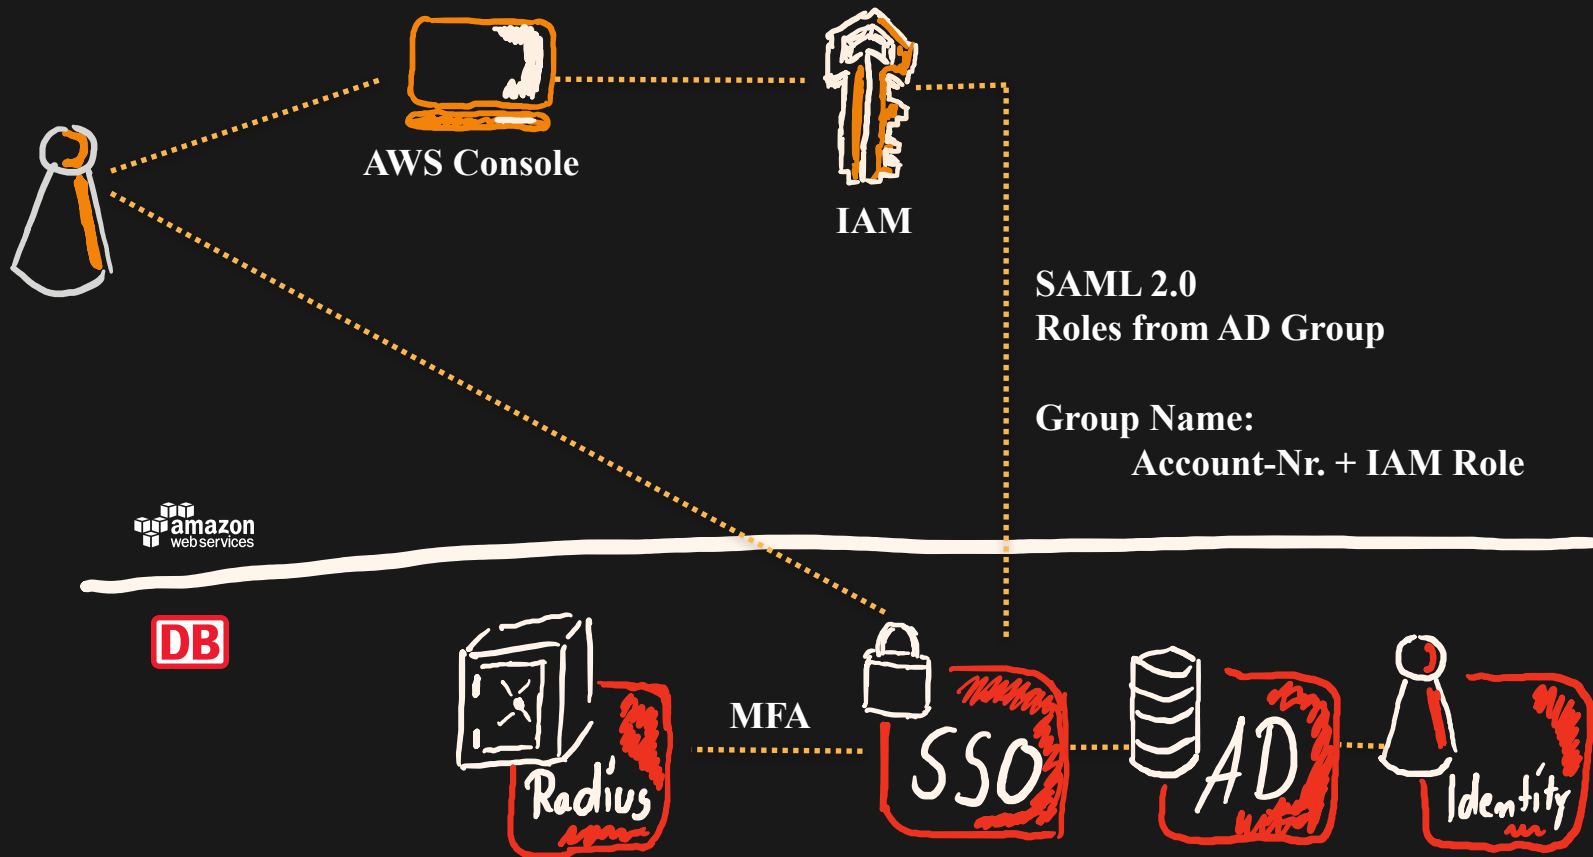 AWS Console
IAM
SAML 2.0
Roles from AD Group
Group Name:
Account-Nr. + IAM Role
amazon
webservices
DB
MFA
Radius
SSO
AD
Identity